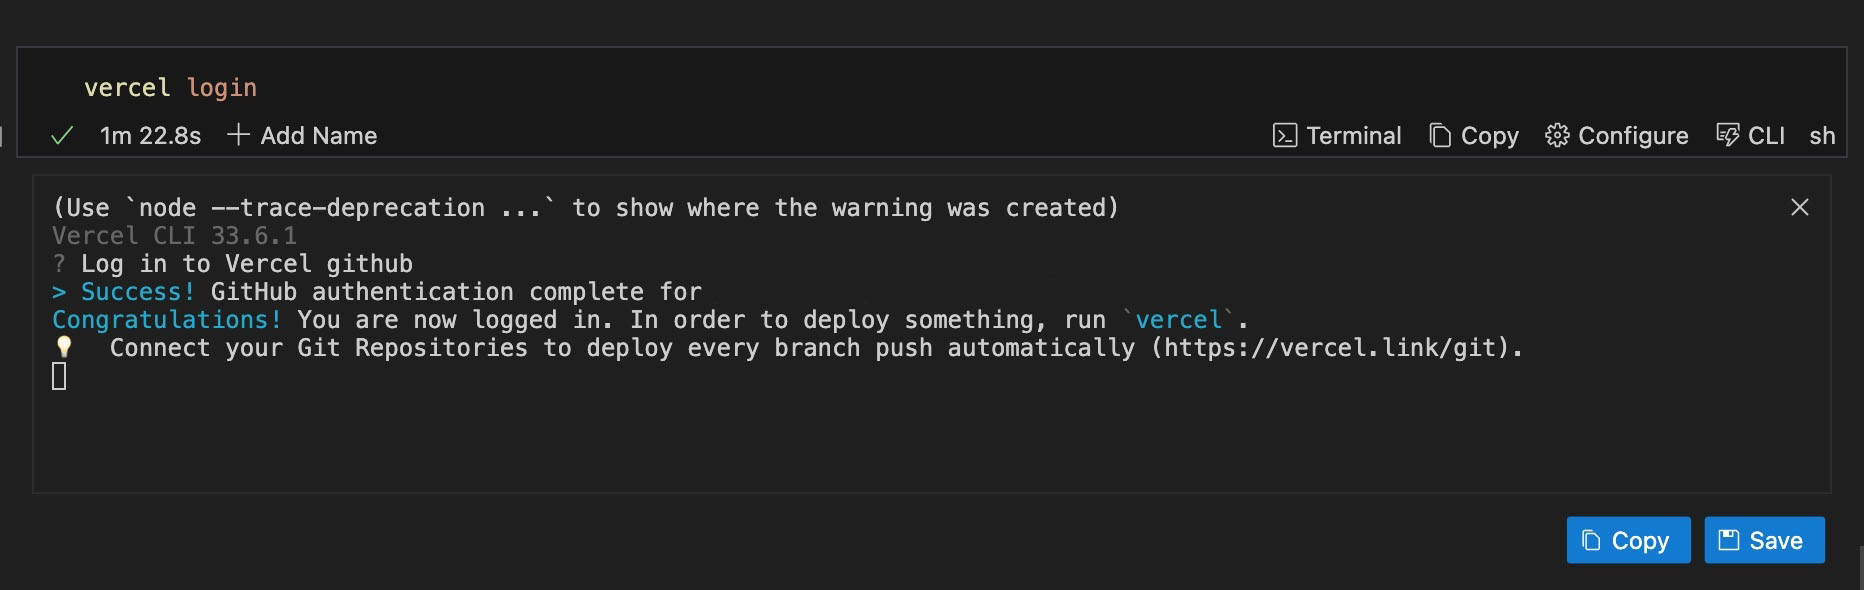 vercel login
1m 22.8s Add Name Terminal Copy Configure CLI sh
(Use `node --trace-deprecation ...` to show where the warning was created)
Vercel CLI 33.6.1
? Log in to Vercel github
> Success! GitHub authentication complete for
Congratulations! You are now logged in. In order to deploy something, run `vercel`.
💡 Connect your Git Repositories to deploy every branch push automatically (https://vercel.link/git).
Copy Save